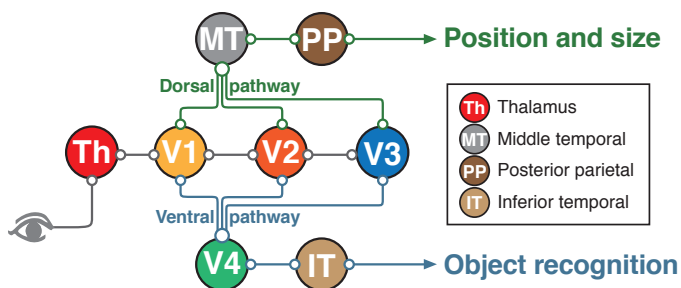 MT
PP
Position and size
Dorsal pathway
Th
V1
V2
V3
Ventral pathway
V4
IT
Object recognition
Th Thalamus
MT Middle temporal
PP Posterior parietal
IT Inferior temporal